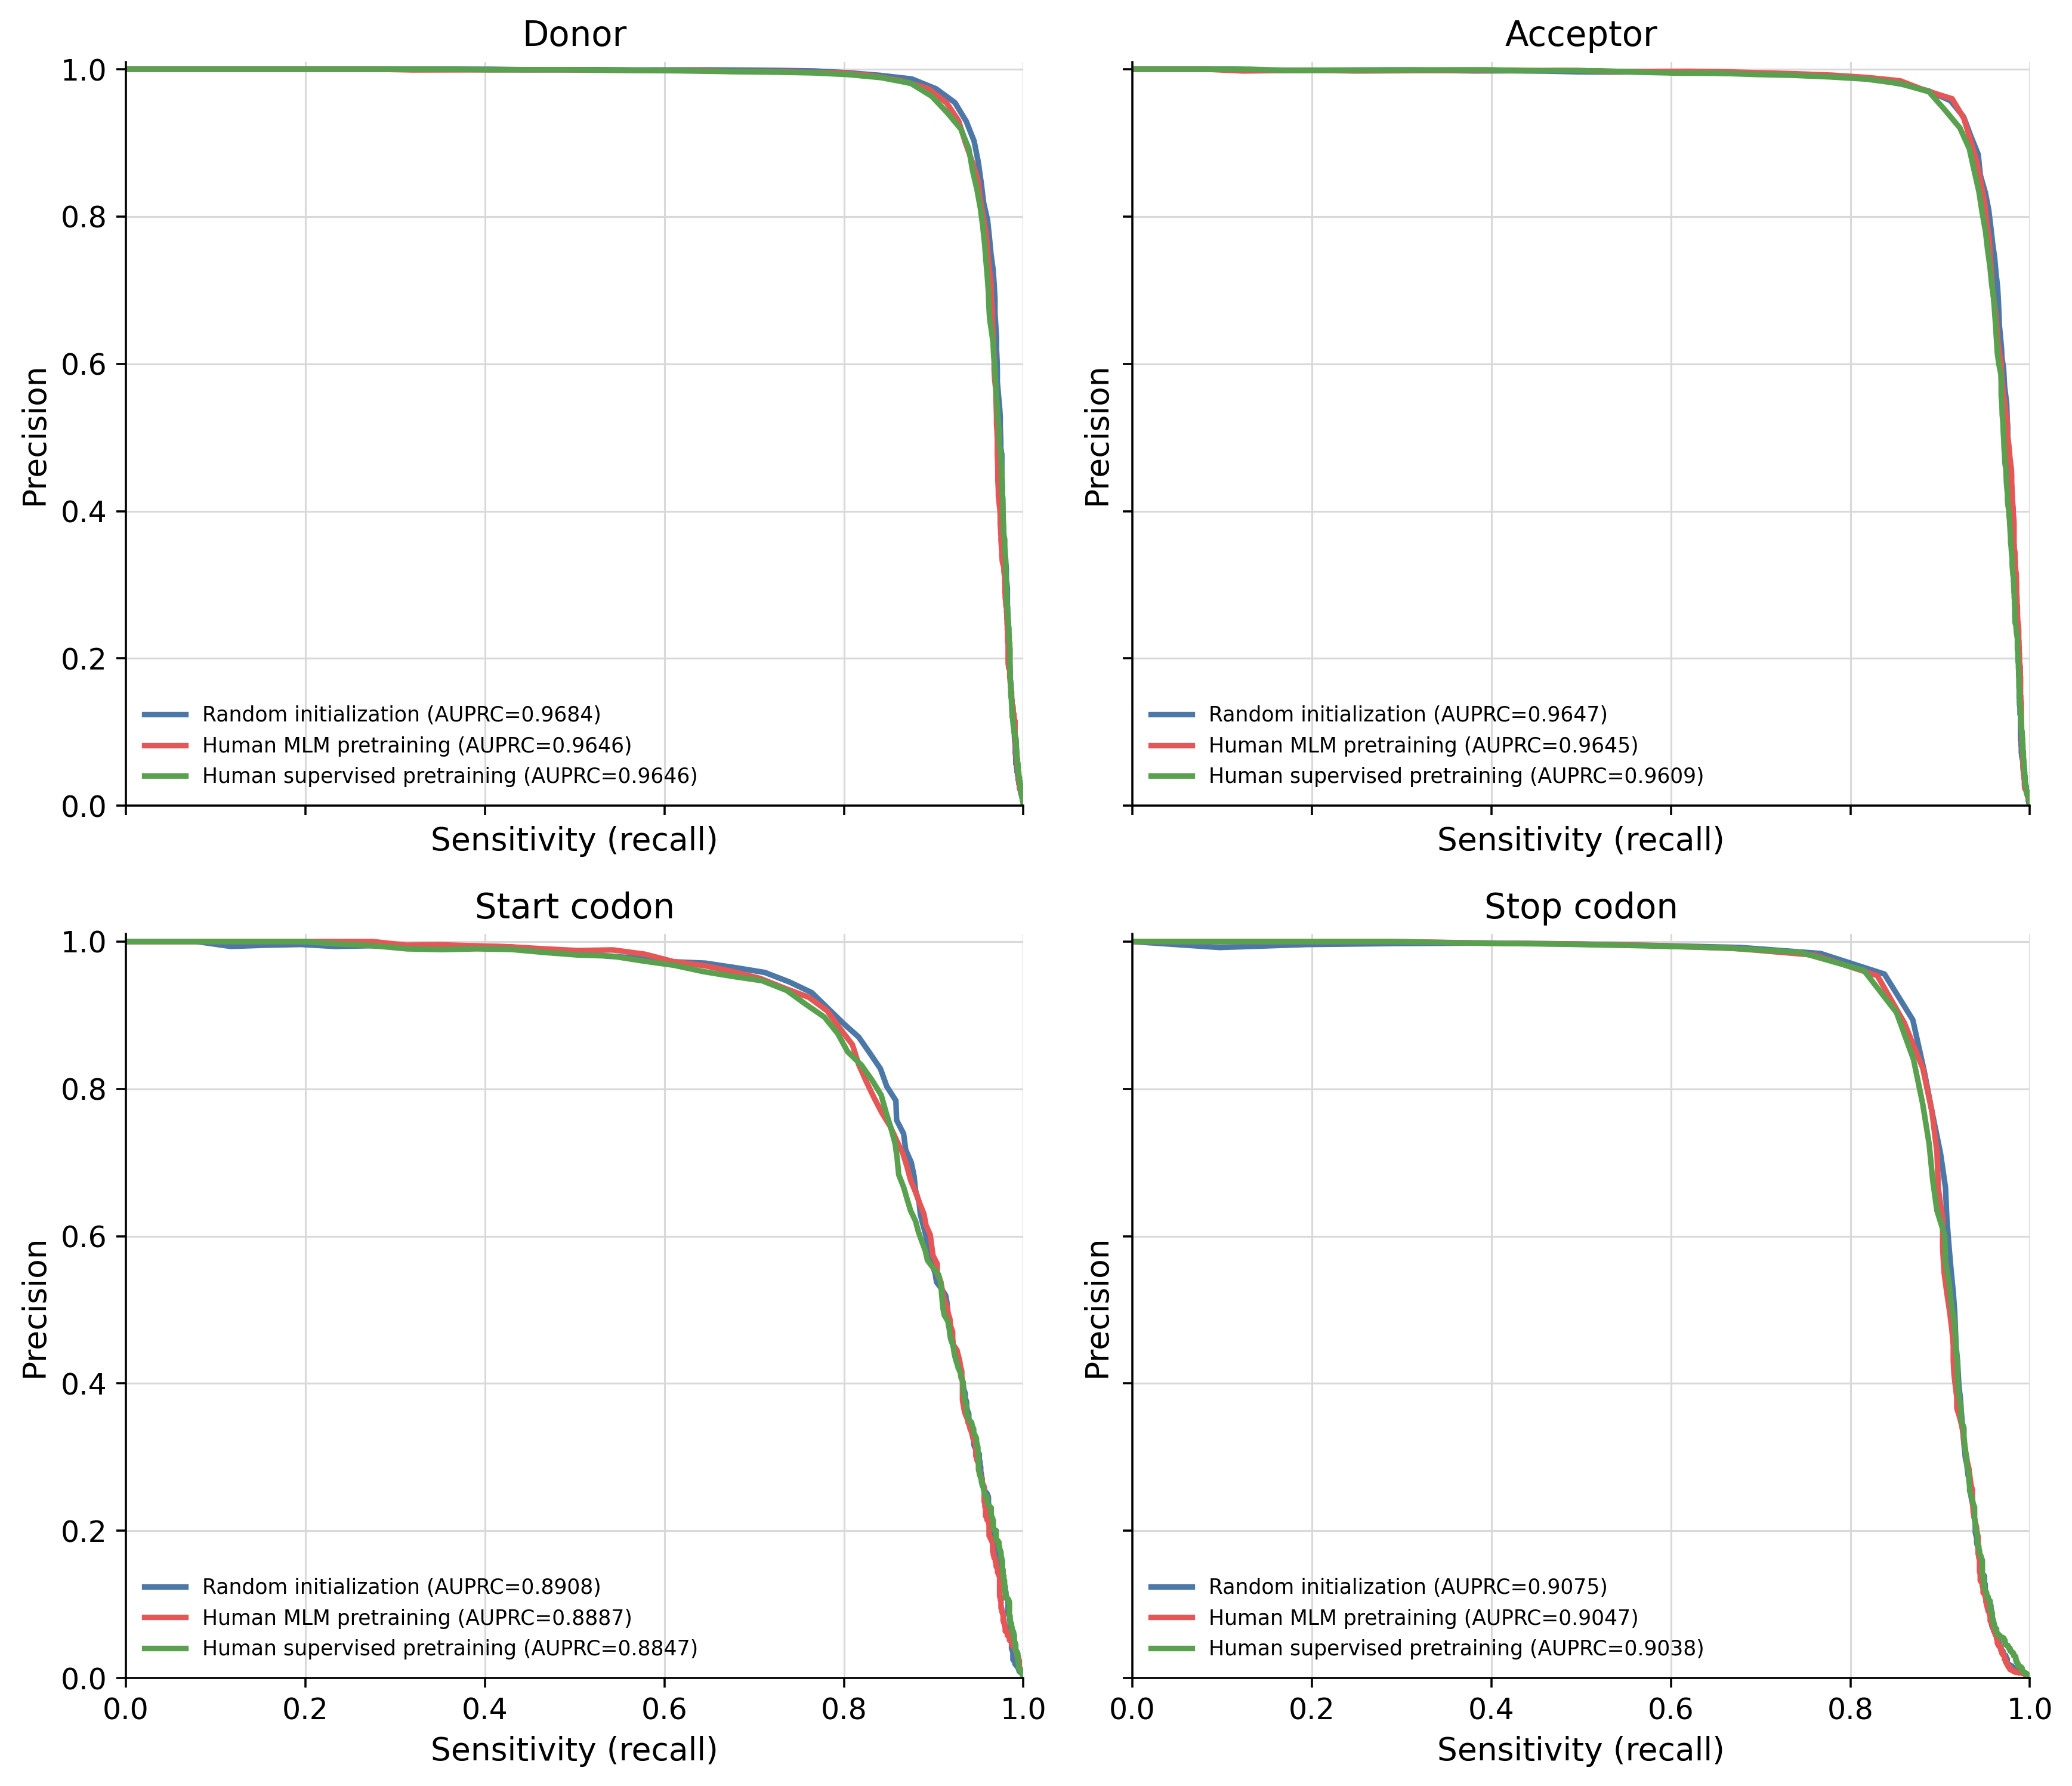 Donor
1.0
0.8
0.6
0.4
0.2
0.0
Precision
Random initialization (AUPRC=0.9684)
Human MLM pretraining (AUPRC=0.9646)
Human supervised pretraining (AUPRC=0.9646)
Sensitivity (recall)
Acceptor
Precision
Random initialization (AUPRC=0.9647)
Human MLM pretraining (AUPRC=0.9645)
Human supervised pretraining (AUPRC=0.9609)
Sensitivity (recall)
Start codon
1.0
0.8
0.6
0.4
0.2
0.0
Precision
Random initialization (AUPRC=0.8908)
Human MLM pretraining (AUPRC=0.8887)
Human supervised pretraining (AUPRC=0.8847)
0.0 0.2 0.4 0.6 0.8 1.0
Sensitivity (recall)
Stop codon
Precision
Random initialization (AUPRC=0.9075)
Human MLM pretraining (AUPRC=0.9047)
Human supervised pretraining (AUPRC=0.9038)
0.0 0.2 0.4 0.6 0.8 1.0
Sensitivity (recall)